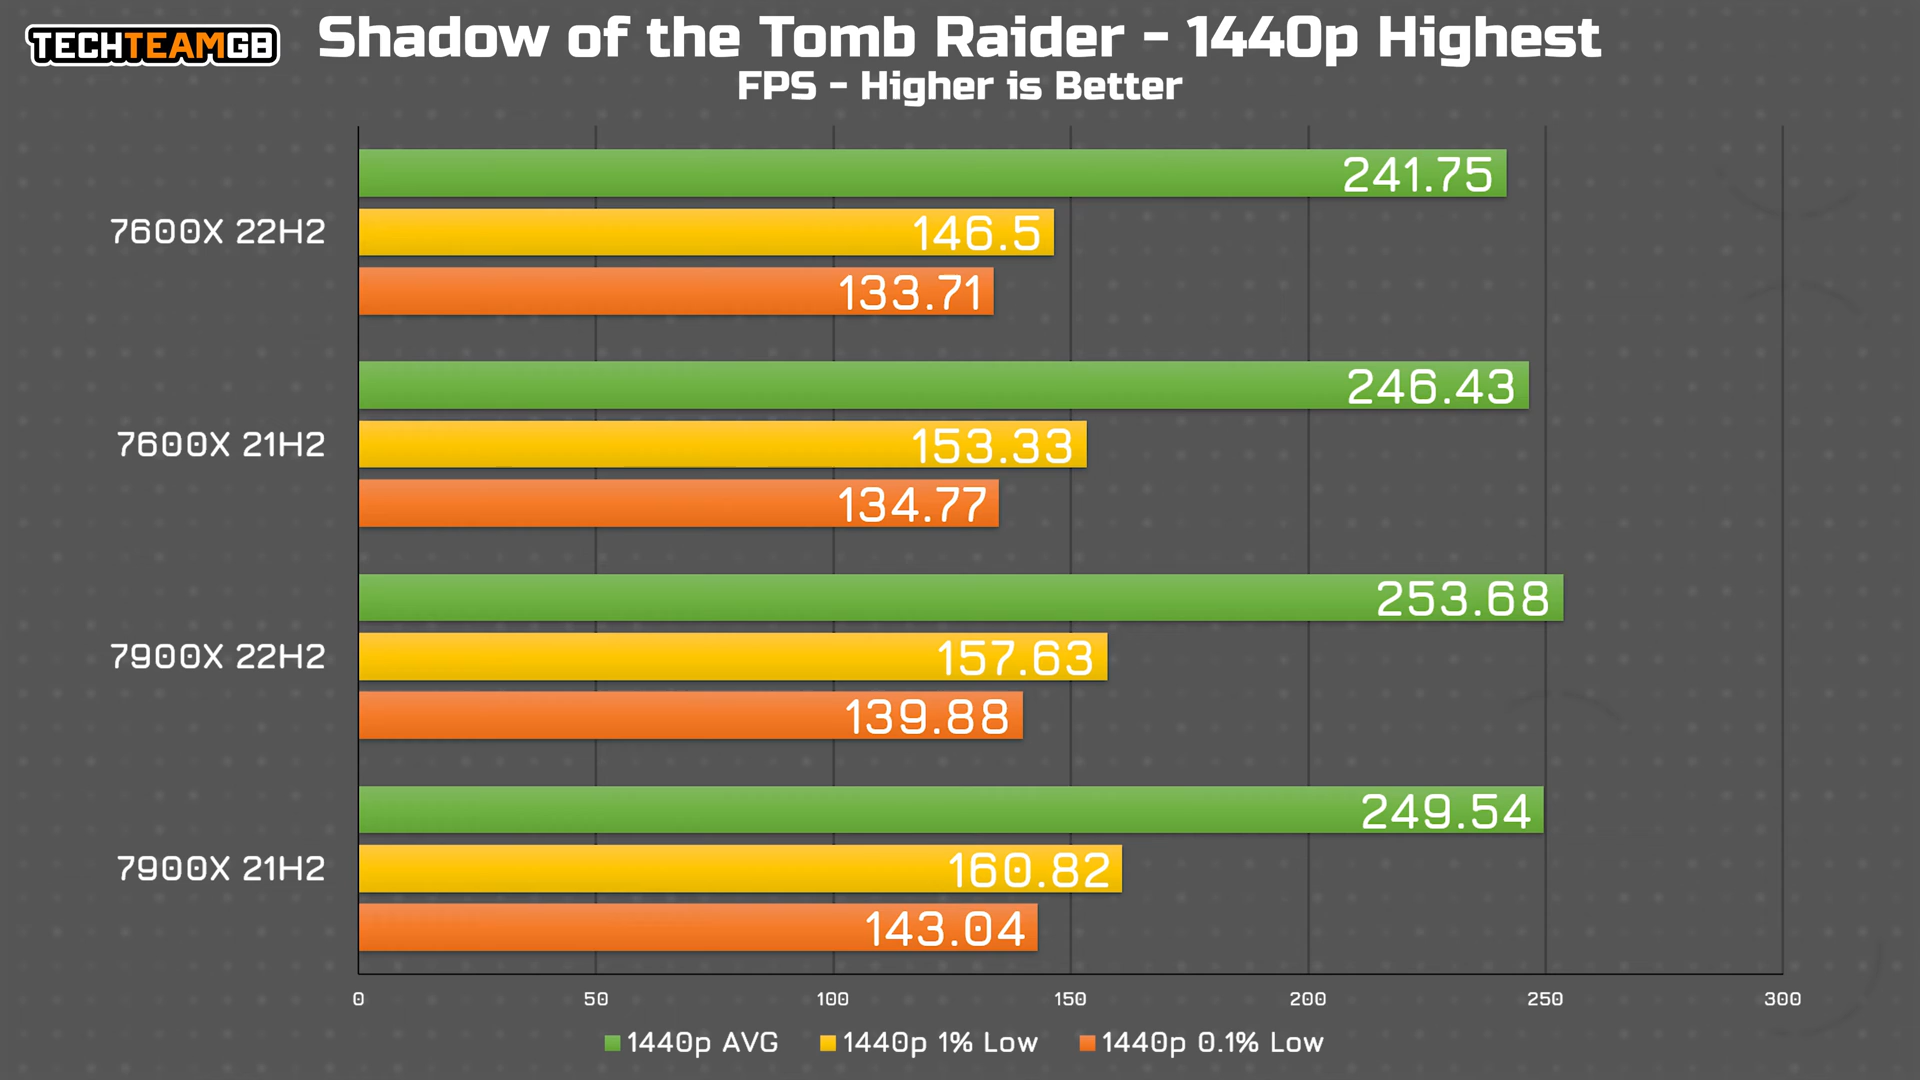 TECHTEAMGB
Shadow of the Tomb Raider - 1440p Highest
FPS - Higher is Better
7600X 22H2
241.75
146.5
133.71
7600X 21H2
246.43
153.33
134.77
7900X 22H2
253.68
157.63
139.88
7900X 21H2
249.54
160.82
143.04
0 50 100 150 200 250 300
1440p AVG 1440p 1% Low 1440p 0.1% Low